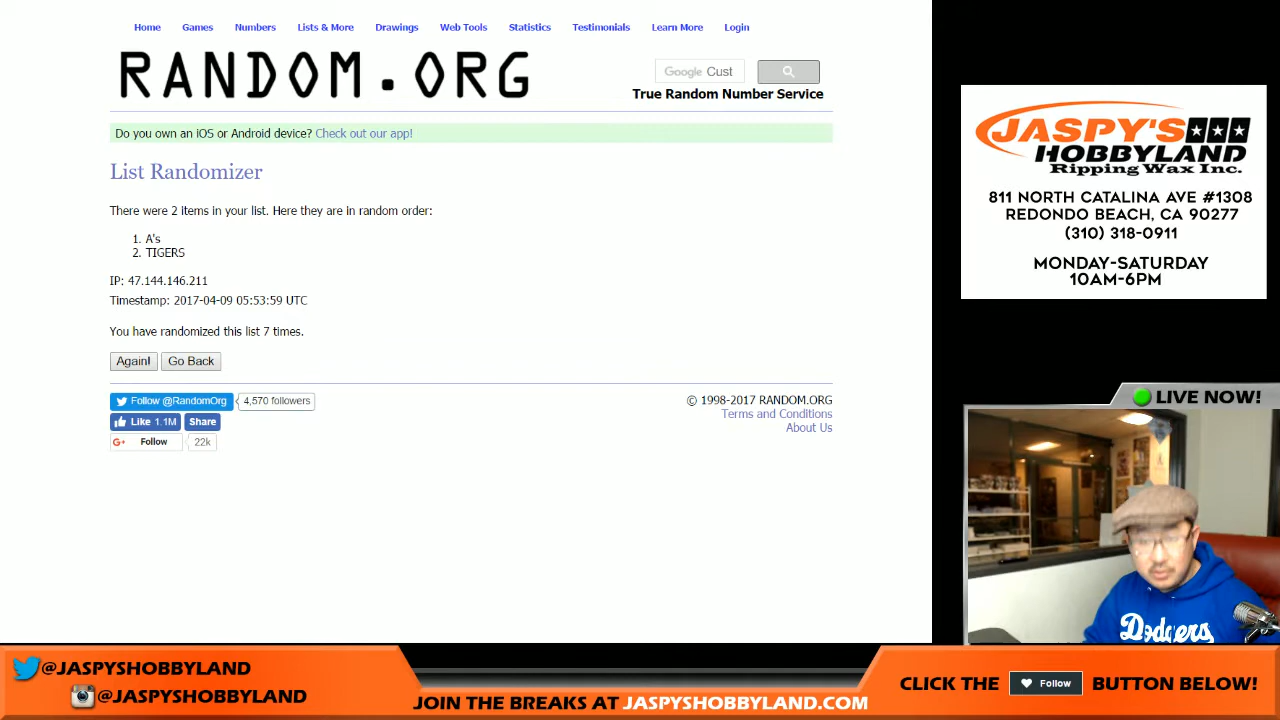 Home Games Numbers Lists & More Drawings Web Tools Statistics Testimonials Learn More Login
RANDOM.ORG
Google Cust
True Random Number Service
Do you own an iOS or Android device? Check out our app!
List Randomizer
There were 2 items in your list. Here they are in random order:
1. A's
2. TIGERS
IP: 47.144.146.211
Timestamp: 2017-04-09 05:53:59 UTC
You have randomized this list 7 times.
Again! Go Back
Follow @RandomOrg 4,570 followers
Like 1.1M Share
G+ Follow 22k
© 1998-2017 RANDOM.ORG
Terms and Conditions
About Us
JASPY'S
HOBBYLAND
Ripping Wax Inc.
811 NORTH CATALINA AVE #1308
REDONDO BEACH, CA 90277
(310) 318-0911
MONDAY-SATURDAY
10AM-6PM
LIVE NOW!
Dodgers
@JASPYSHOBBYLAND
@JASPYSHOBBYLAND
JOIN THE BREAKS AT JASPYSHOBBYLAND.COM
CLICK THE Follow BUTTON BELOW!